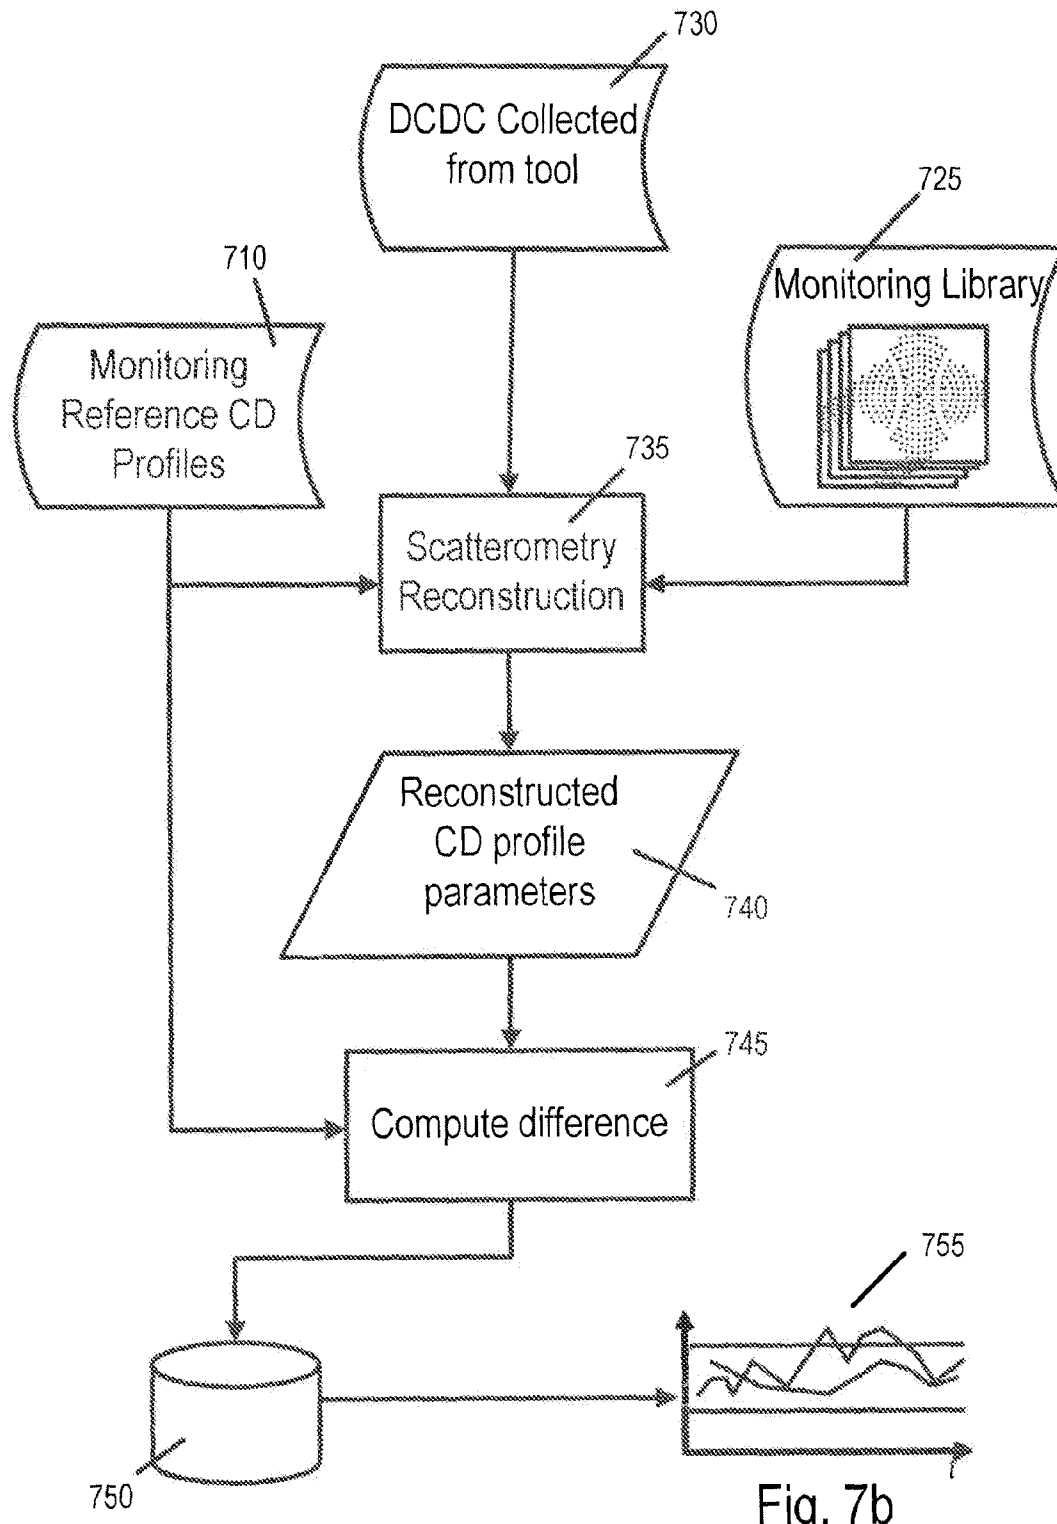 730
DCDC Collected
from tool
725
Monitoring Library
710
Monitoring
Reference CD
Profiles
735
Scatterometry
Reconstruction
Reconstructed
CD profile
parameters
740
745
Compute difference
755
750
t
Fig. 7b